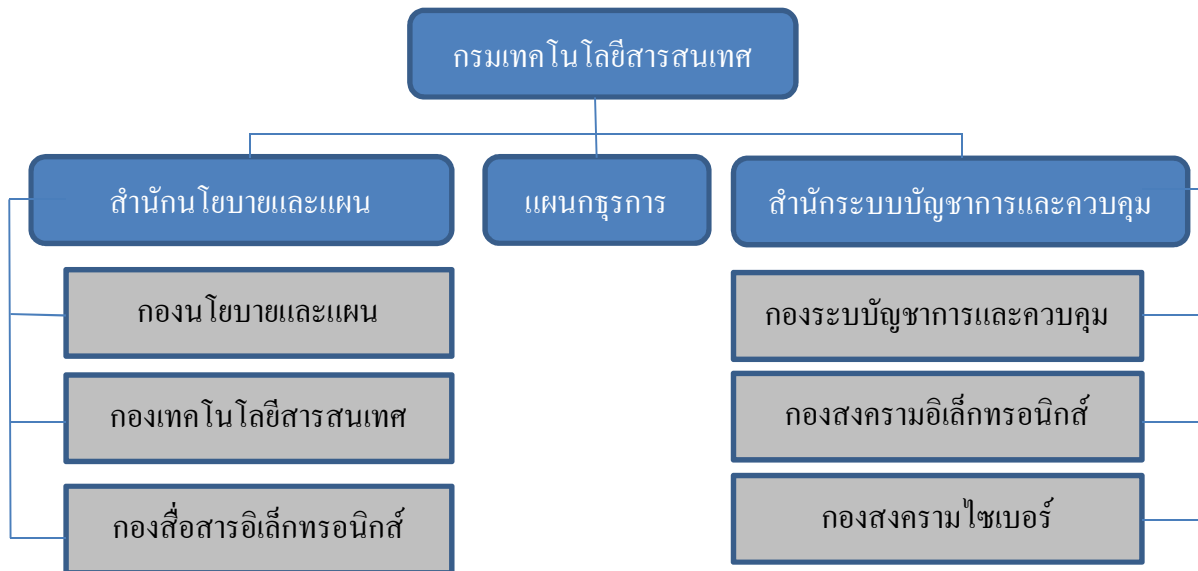 กรมเทคโนโลยีสารสนเทศ
สำนักนโยบายและแผน
แผนกธุรการ
สำนักระบบบัญชาการและควบคุม
กองนโยบายและแผน
กองระบบัญชาการและควบคุม
กองเทคโนโลยีสารสนเทศ
กองสงครามอิเล็กทรอนิกส์
กองสื่อสารอิเล็กทรอนิกส์
กองสงครามไซเบอร์